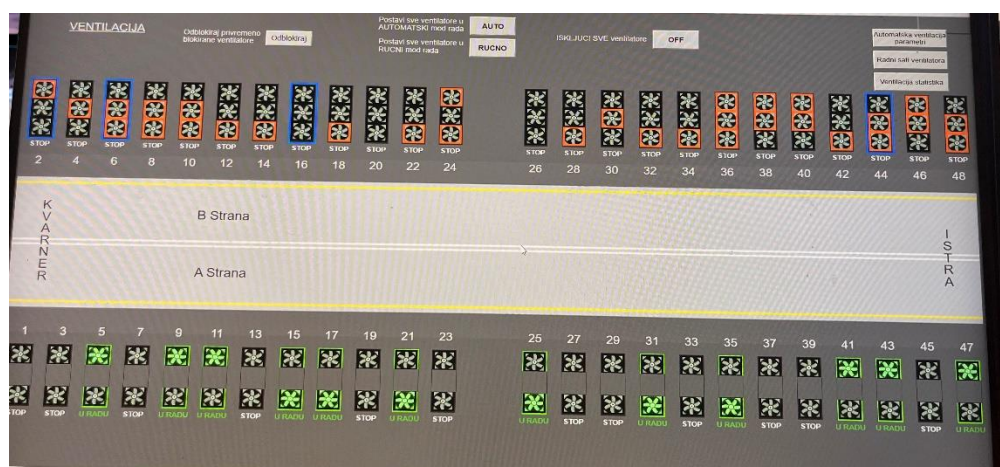 VENTILACIJA
Odblokiraj privremeno
blokirane ventilatore
Odblokiraj
Postavi sve ventilatore u
AUTOMATSKI mod rada
AUTO
Postavi sve ventilatore u
RUCNI mod rada
RUCNO
ISKLJUCI SVE ventilatore
OFF
Automatska ventilacija
parametri
Radni sati ventilatora
Ventilacija statistika
STOP STOP STOP STOP STOP STOP STOP STOP STOP STOP STOP STOP STOP STOP STOP STOP STOP STOP STOP STOP STOP STOP STOP STOP
2 4 6 8 10 12 14 16 18 20 22 24 26 28 30 32 34 36 38 40 42 44 46 48
KVARNER
B Strana
A Strana
ISTRA
1 3 5 7 9 11 13 15 17 19 21 23 25 27 29 31 33 35 37 39 41 43 45 47
STOP STOP U RADU STOP U RADU U RADU STOP U RADU U RADU STOP U RADU STOP U RADU STOP STOP U RADU STOP U RADU STOP STOP U RADU U RADU STOP U RADU